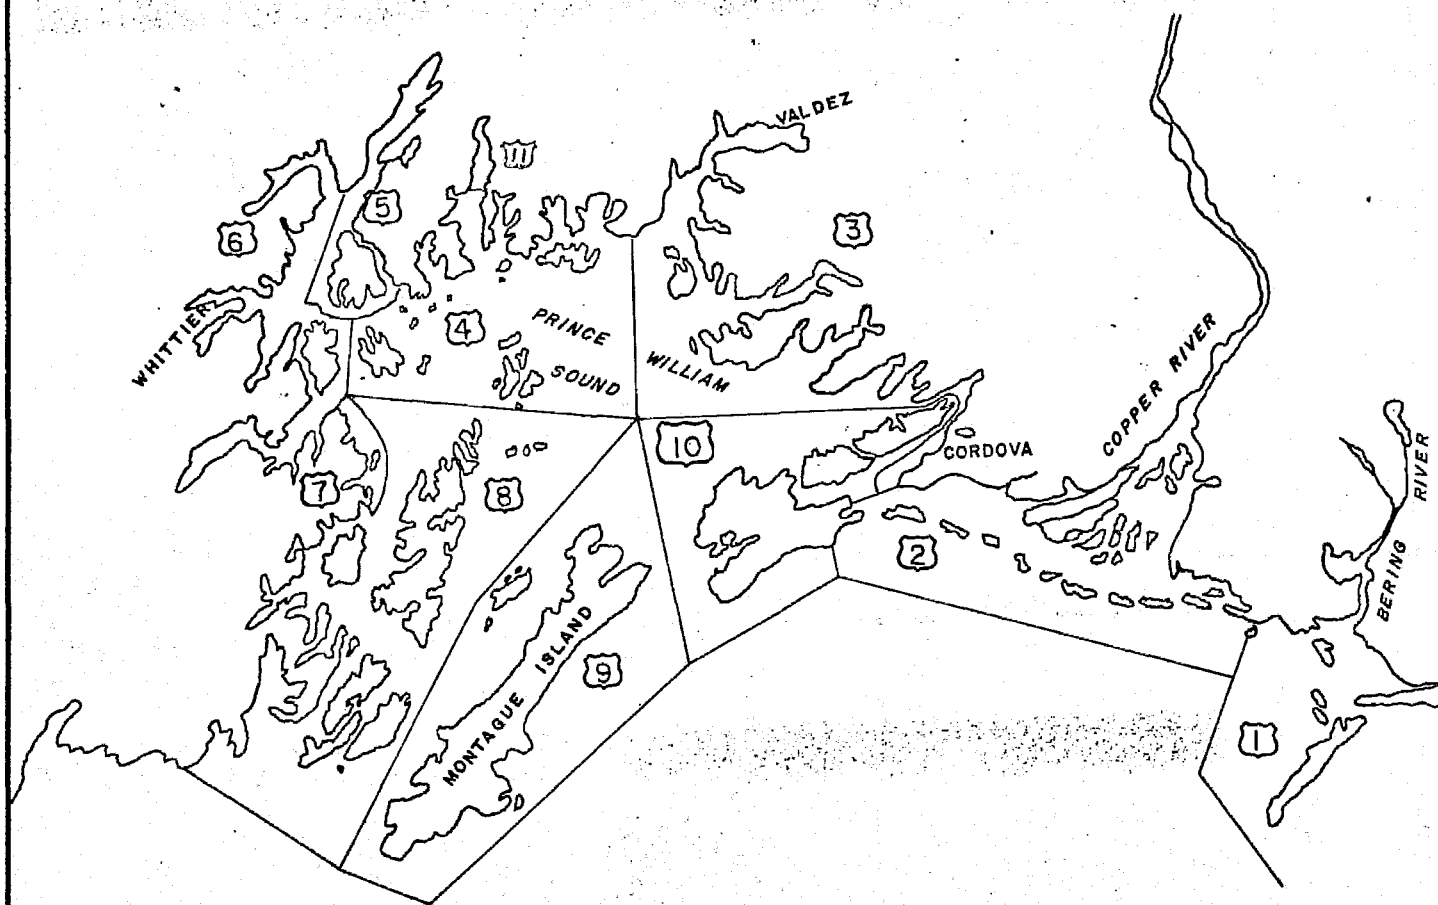 VALDEZ
11
5
6
3
4
PRINCE
WILLIAM
SOUND
WHITTIER
COPPER RIVER
10
CORDOVA
7
8
2
BERING RIVER
MONTAGUE ISLAND
9
1